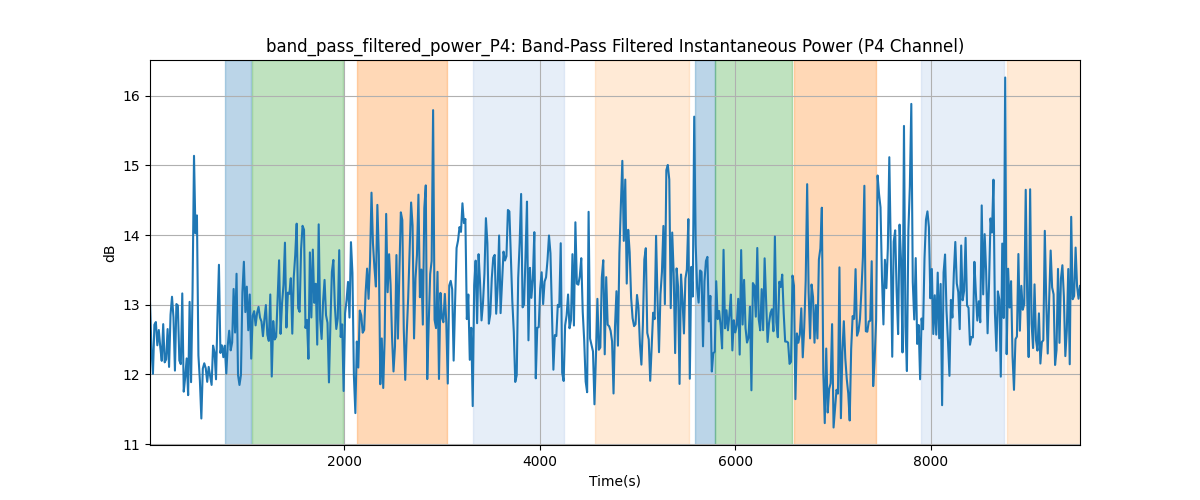 band_pass_filtered_power_P4: Band-Pass Filtered Instantaneous Power (P4 Channel)
16
15
14
13
12
11
dB
2000 4000 6000 8000
Time(s)